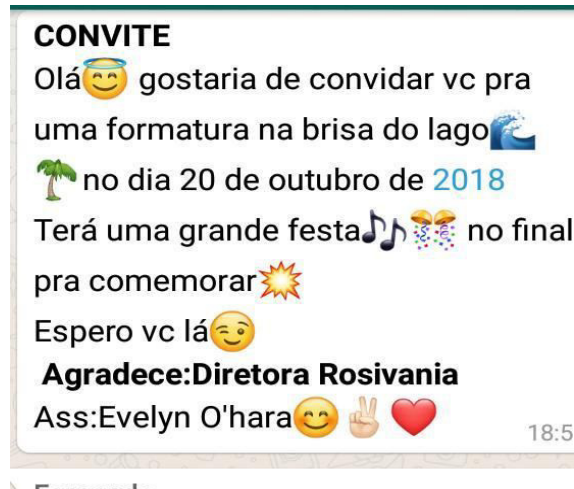 CONVITE
Olá😇 gostaria de convidar vc pra
uma formatura na brisa do lago🌊
🌴no dia 20 de outubro de 2018
Terá uma grande festa🎶🎊 no final
pra comemorar💥
Espero vc lá😉
Agradece:Diretora Rosivania
Ass:Evelyn O'hara😊✌🏻❤
18:5